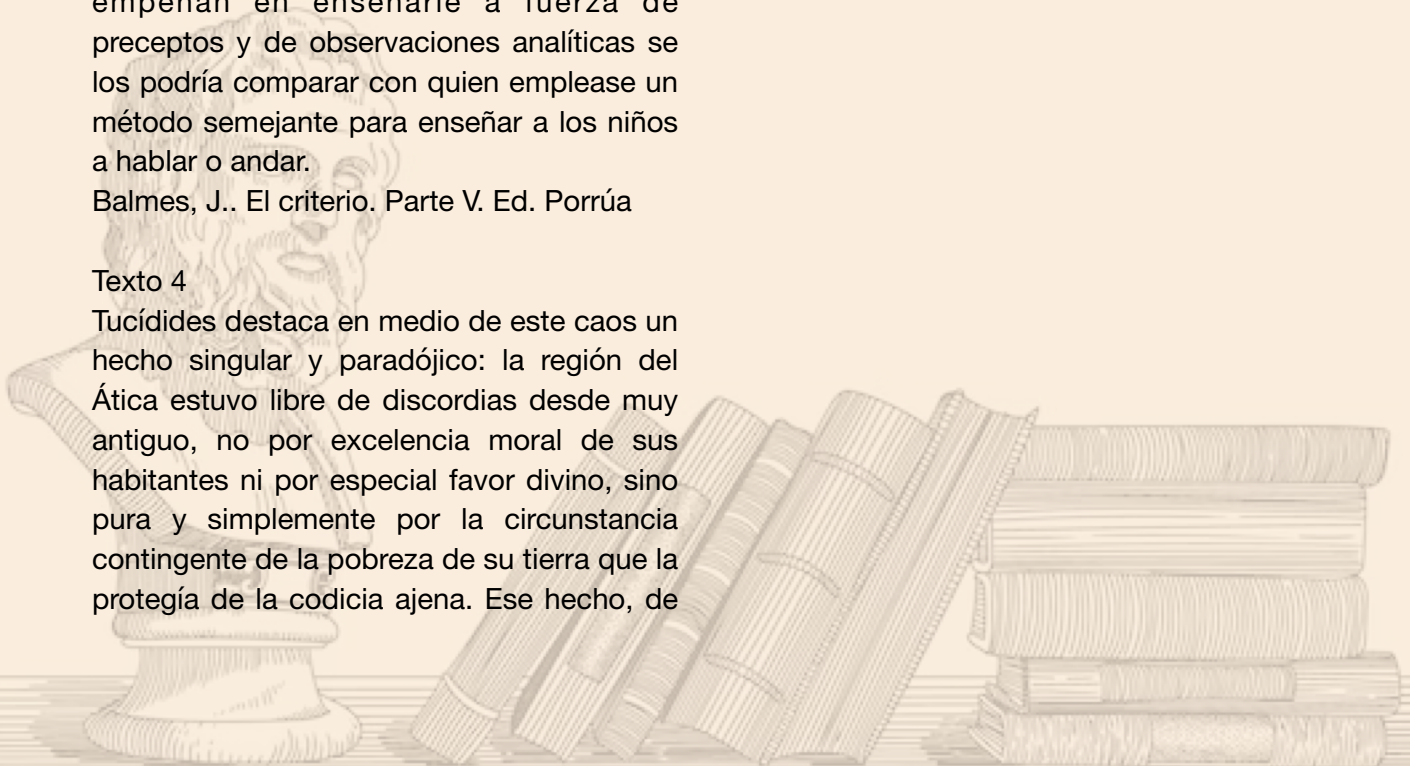 empeñan en enseñarle a fuerza de
preceptos y de observaciones analíticas se
los podría comparar con quien emplease un
método semejante para enseñar a los niños
a hablar o andar.
Balmes, J.. El criterio. Parte V. Ed. Porrúa
Texto 4
Tucídides destaca en medio de este caos un
hecho singular y paradójico: la región del
Ática estuvo libre de discordias desde muy
antiguo, no por excelencia moral de sus
habitantes ni por especial favor divino, sino
pura y simplemente por la circunstancia
contingente de la pobreza de su tierra que la
protegía de la codicia ajena. Ese hecho, de